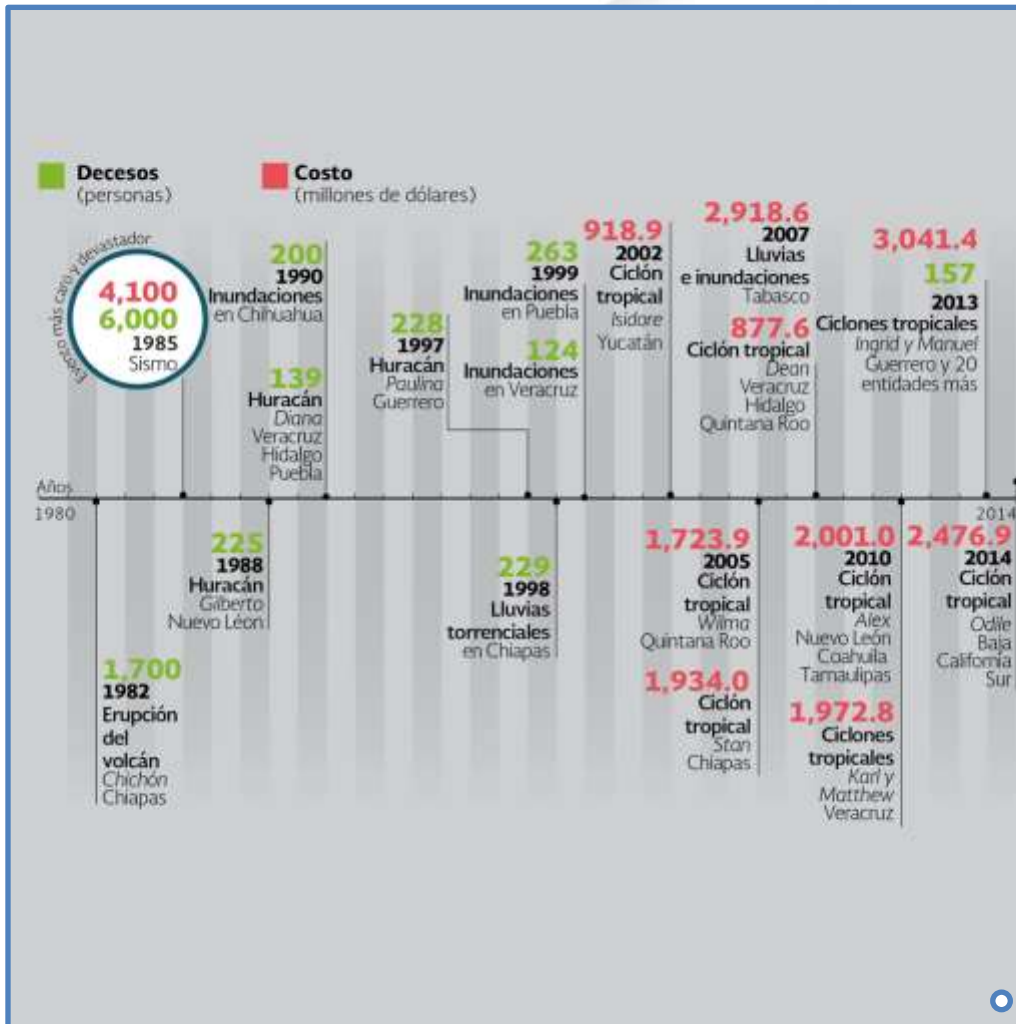 Decesos
(personas)
Costo
(millones de dólares)
Evento más caro y devastador
4,100
6,000
1985
Sismo
200
1990
Inundaciones
en Chihuahua
139
Huracán
Diana
Veracruz
Hidalgo
Puebla
228
1997
Huracán
Paulina
Guerrero
263
1999
Inundaciones
en Puebla
124
Inundaciones
en Veracruz
918.9
2002
Ciclón
tropical
Isidore
Yucatán
2,918.6
2007
Lluvias
e inundaciones
Tabasco
877.6
Ciclón tropical
Dean
Veracruz
Hidalgo
Quintana Roo
3,041.4
157
2013
Ciclones tropicales
Ingrid y Manuel
Guerrero y 20
entidades más
Años
1980
2014
1,700
1982
Erupción
del
volcán
Chichón
Chiapas
225
1988
Huracán
Gilberto
Nuevo Léon
229
1998
Lluvias
torrenciales
en Chiapas
1,723.9
2005
Ciclón
tropical
Wilma
Quintana Roo
1,934.0
Ciclón
tropical
Stan
Chiapas
2,001.0
2010
Ciclón
tropical
Alex
Nuevo León
Coahuila
Tamaulipas
1,972.8
Ciclones
tropicales
Karl y
Matthew
Veracruz
2,476.9
2014
Ciclón
tropical
Odile
Baja
California
Sur